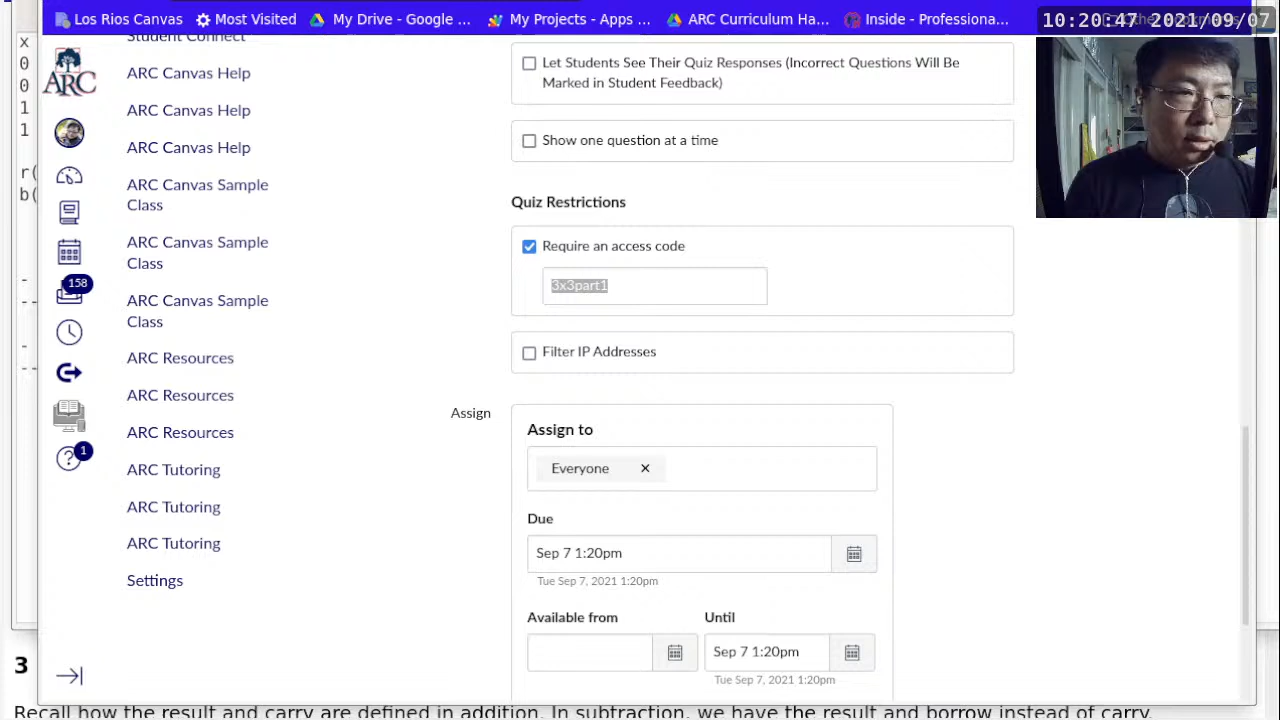 Los Rios Canvas
Most Visited
My Drive - Google ...
My Projects - Apps ...
ARC Curriculum Ha...
Inside - Professiona...
10:20:47 2021/09/07
x
0
0
1
1
r(
b(
-
--
-
--
Student Connect
ARC
ARC Canvas Help
ARC Canvas Help
ARC Canvas Help
ARC Canvas Sample
Class
ARC Canvas Sample
Class
158
ARC Canvas Sample
Class
ARC Resources
ARC Resources
ARC Resources
1
ARC Tutoring
ARC Tutoring
ARC Tutoring
Settings
Let Students See Their Quiz Responses (Incorrect Questions Will Be
Marked in Student Feedback)
Show one question at a time
Quiz Restrictions
Require an access code
3x3part1
Filter IP Addresses
Assign
Assign to
Everyone
Due
Sep 7 1:20pm
Tue Sep 7, 2021 1:20pm
Available from
Until
Sep 7 1:20pm
Tue Sep 7, 2021 1:20pm
3
Recall how the result and carry are defined in addition. In subtraction, we have the result and borrow instead of carry.